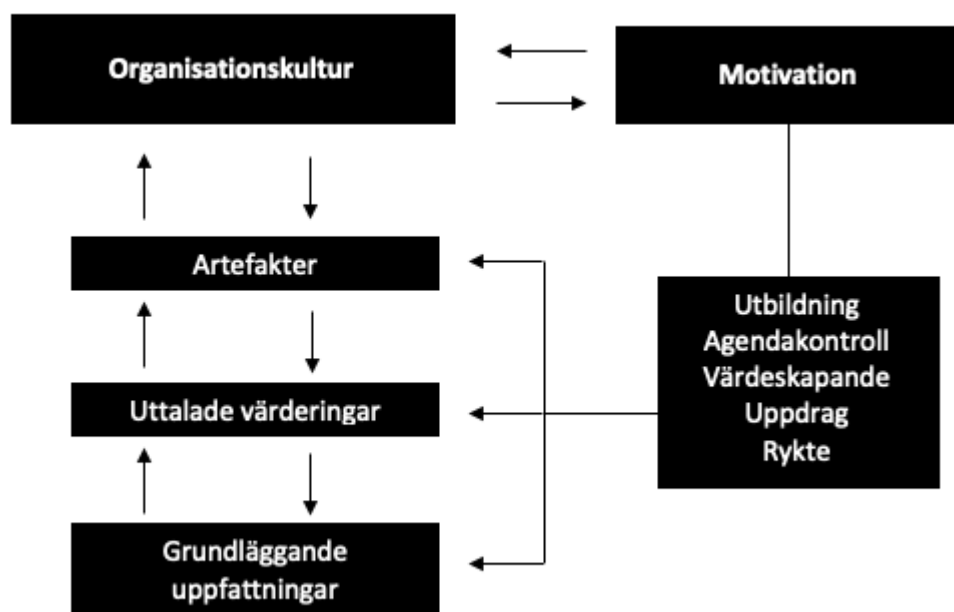 Organisationskultur
Motivation
Artefakter
Uttalade värderingar
Grundläggande
uppfattningar
Utbildning
Agendakontroll
Värdeskapande
Uppdrag
Rykte